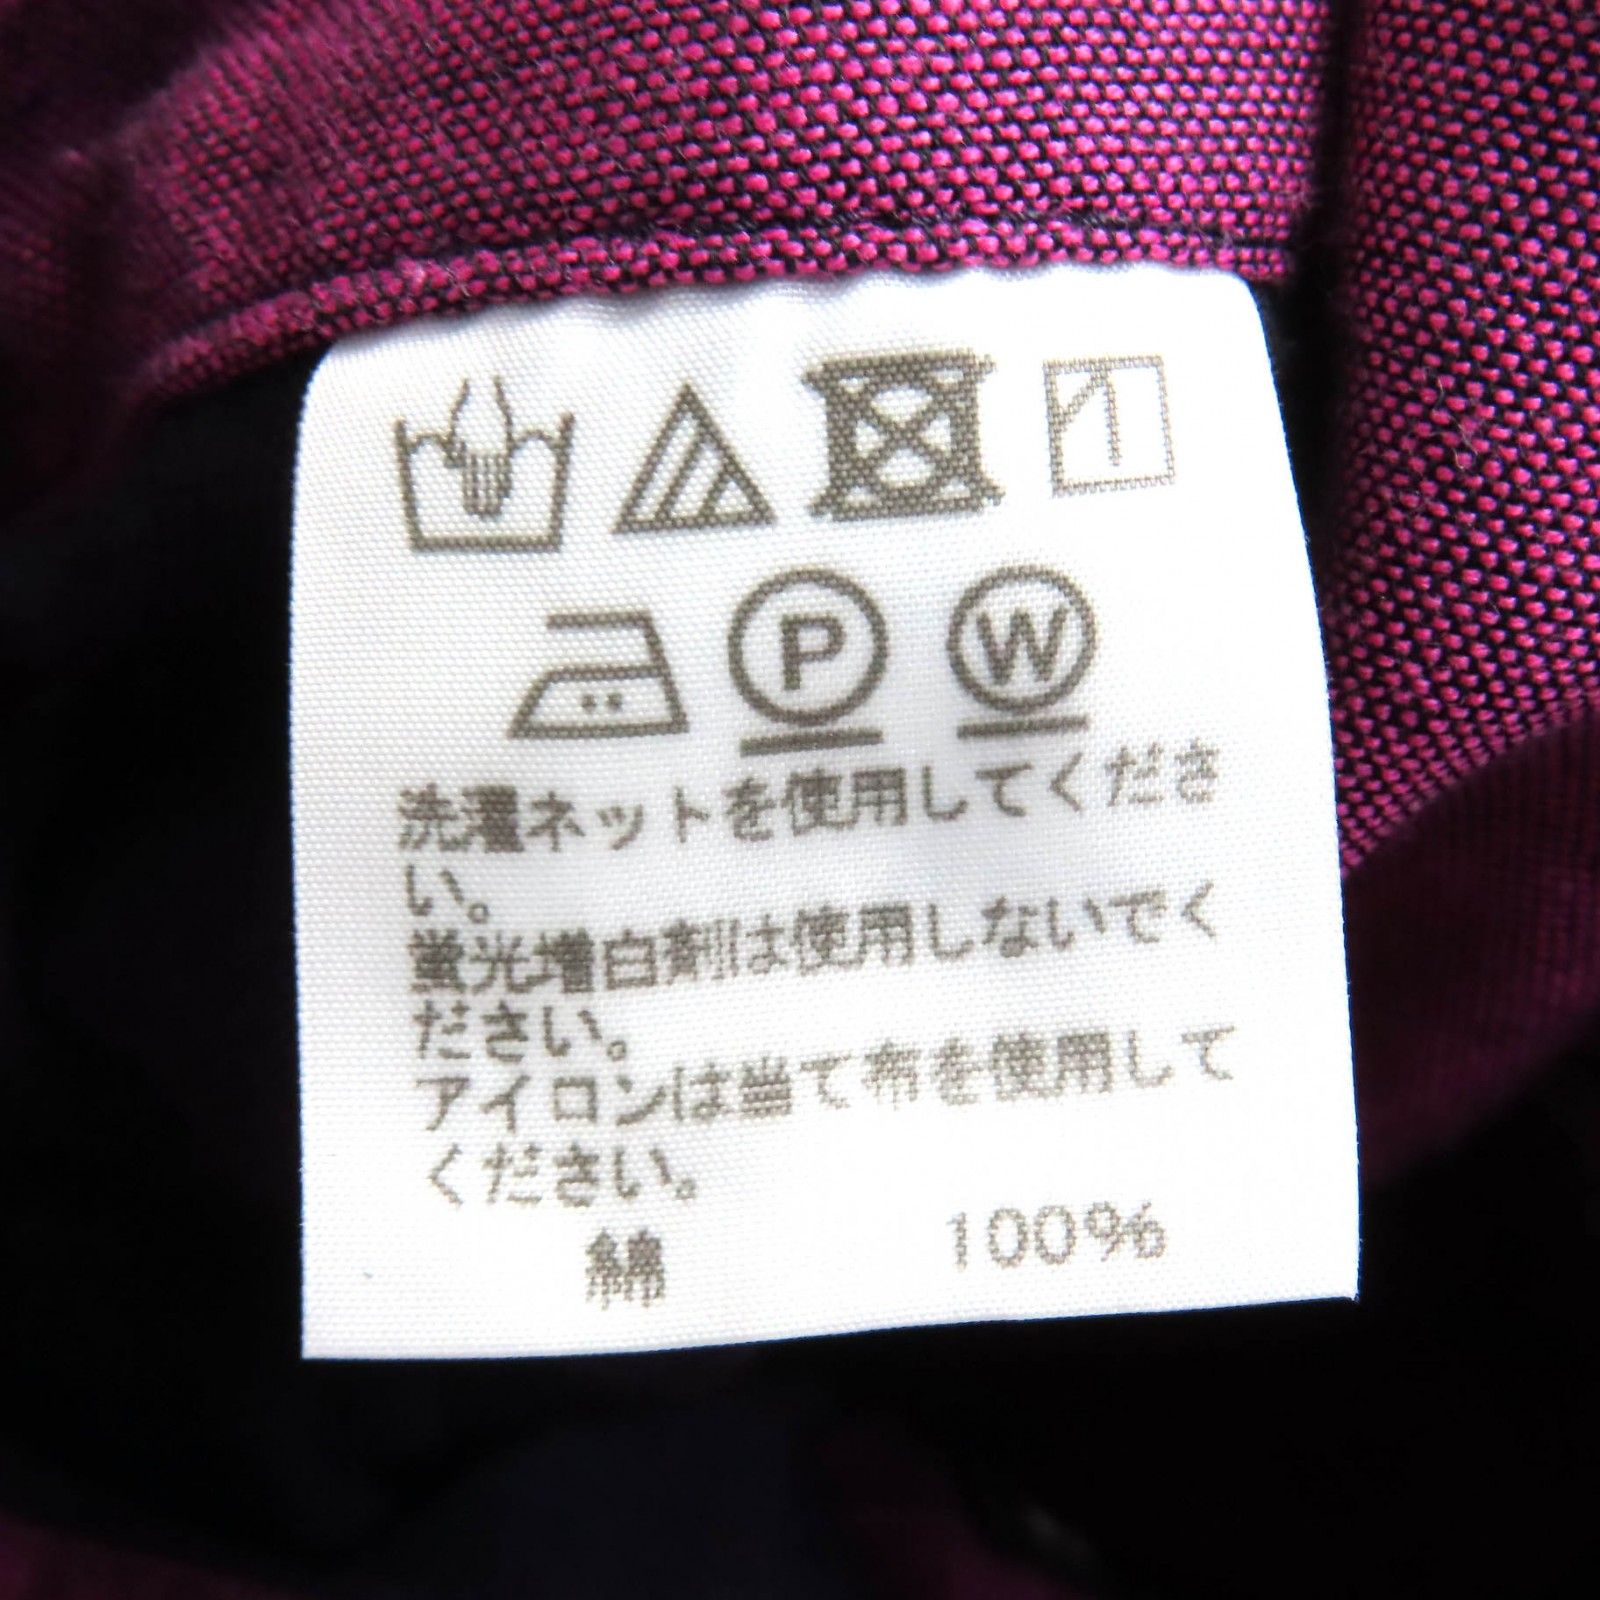 P W
洗濯ネットを使用してくださ
い。
蛍光増白剤は使用しないでく
ださい。
アイロンは当て布を使用して
ください。
綿 100%